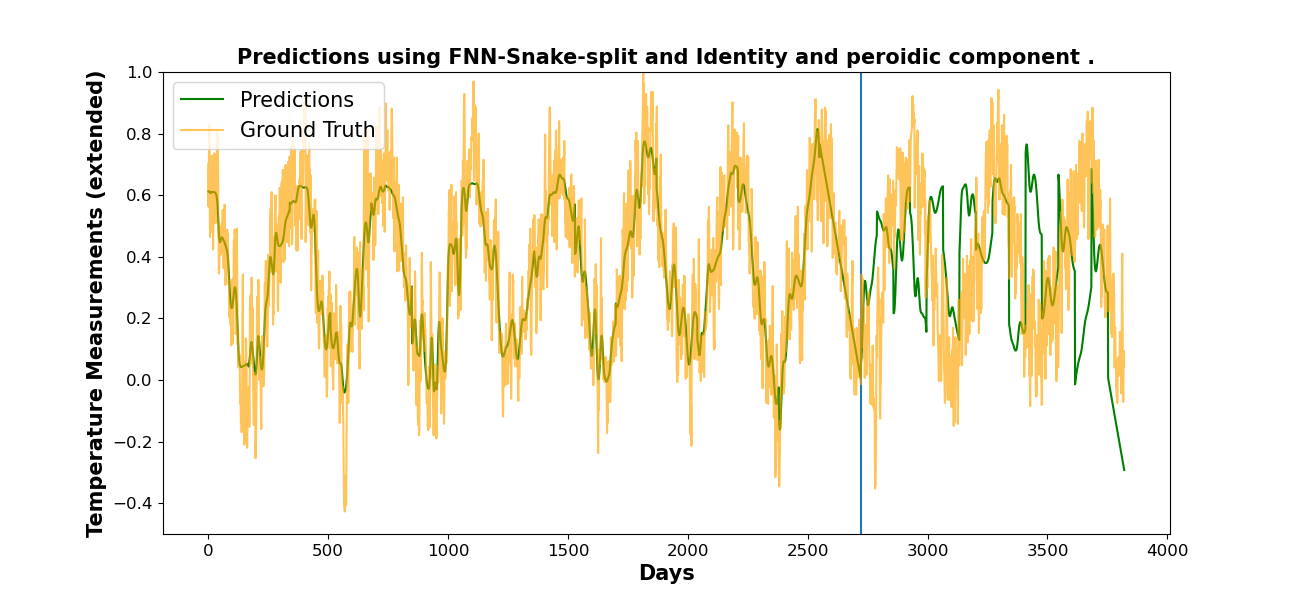 Predictions using FNN-Snake-split and Identity and peroidic component .
Temperature Measurements (extended)
1.0
0.8
0.6
0.4
0.2
0.0
−0.2
−0.4
Predictions
Ground Truth
0 500 1000 1500 2000 2500 3000 3500 4000
Days